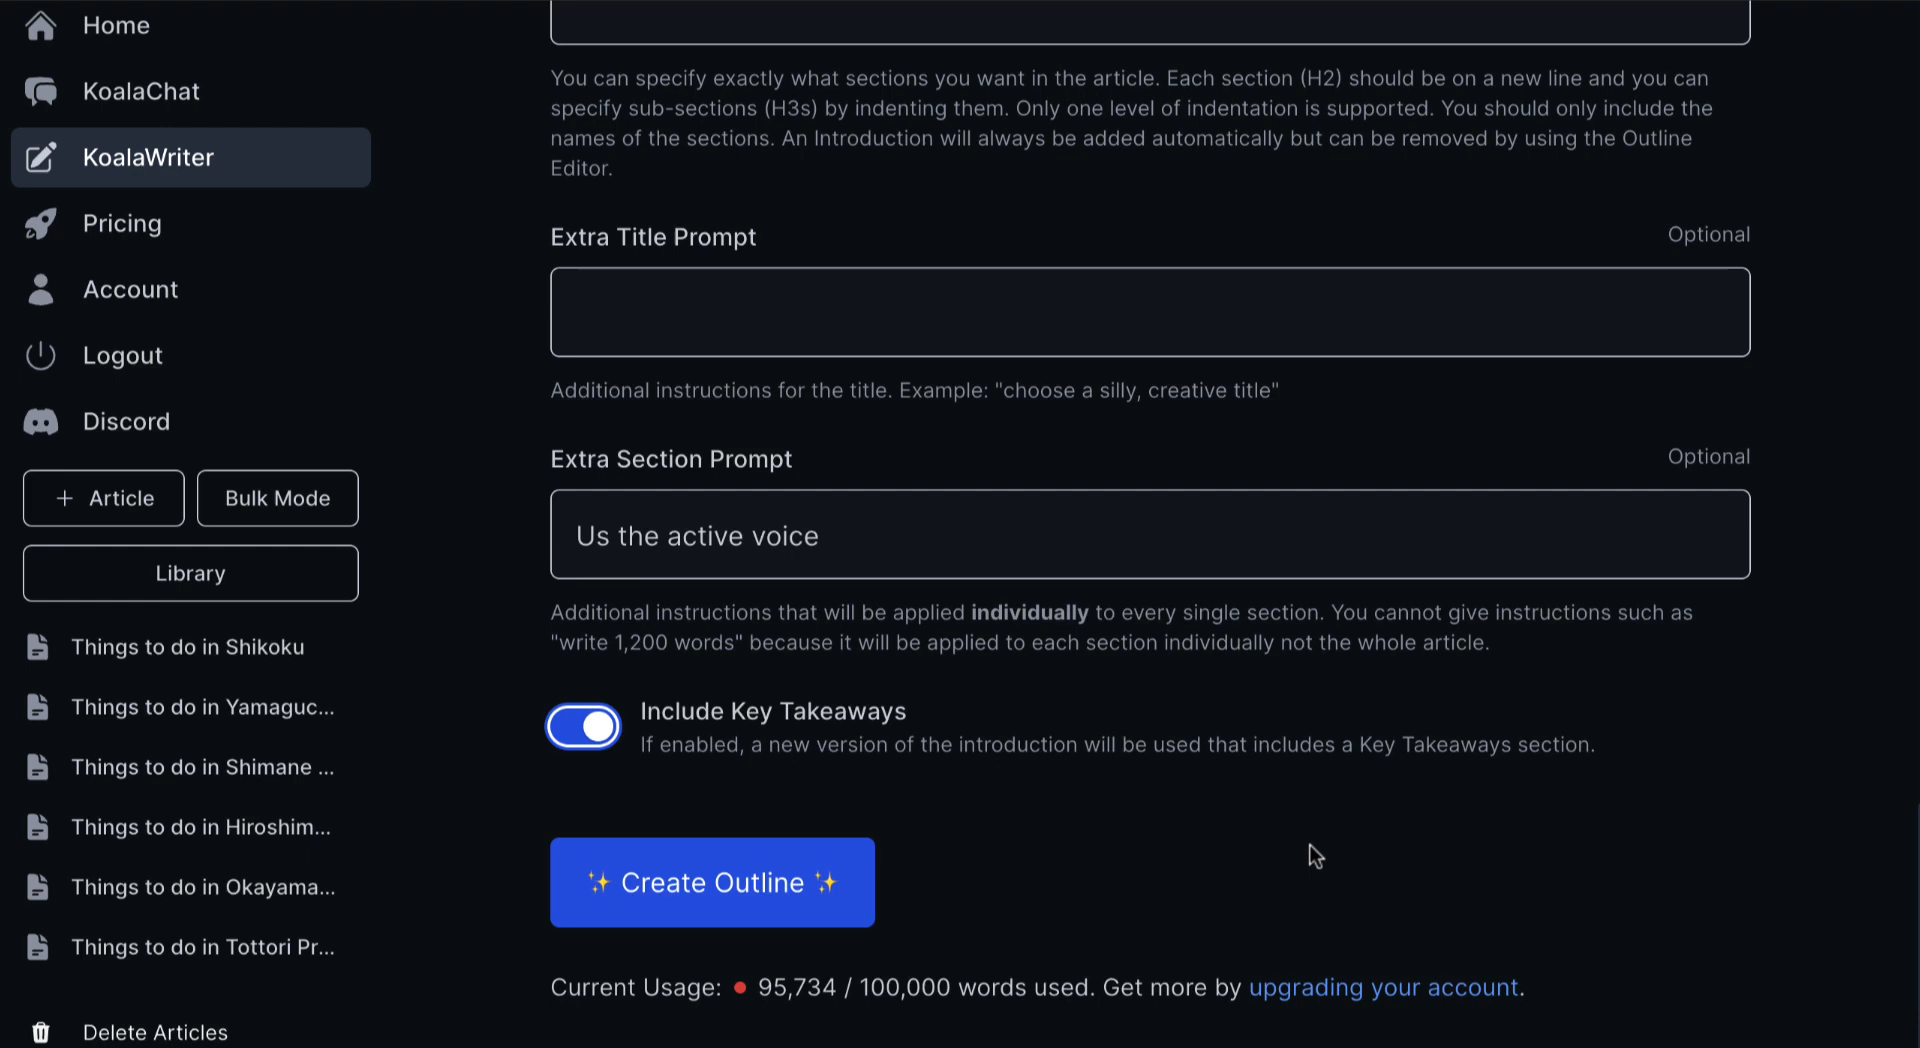 Home
KoalaChat
KoalaWriter
Pricing
Account
Logout
Discord
+ Article
Bulk Mode
Library
Things to do in Shikoku
Things to do in Yamaguc...
Things to do in Shimane ...
Things to do in Hiroshim...
Things to do in Okayama...
Things to do in Tottori Pr...
Delete Articles
You can specify exactly what sections you want in the article. Each section (H2) should be on a new line and you can
specify sub-sections (H3s) by indenting them. Only one level of indentation is supported. You should only include the
names of the sections. An Introduction will always be added automatically but can be removed by using the Outline
Editor.
Extra Title Prompt
Optional
Additional instructions for the title. Example: "choose a silly, creative title"
Extra Section Prompt
Optional
Us the active voice
Additional instructions that will be applied individually to every single section. You cannot give instructions such as
"write 1,200 words" because it will be applied to each section individually not the whole article.
Include Key Takeaways
If enabled, a new version of the introduction will be used that includes a Key Takeaways section.
✨ Create Outline ✨
Current Usage: 95,734 / 100,000 words used. Get more by upgrading your account.